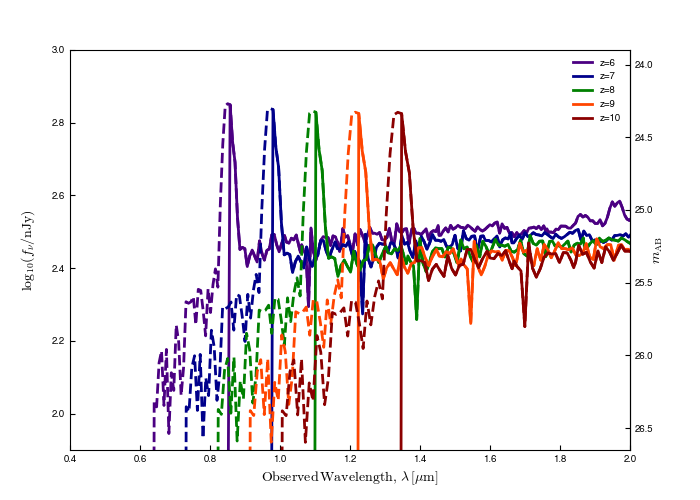 3.0
2.8
2.6
2.4
2.2
2.0
log₁₀(fν/nJy)
0.4
0.6
0.8
1.0
1.2
1.4
1.6
1.8
2.0
Observed Wavelength, λ [μm]
24.0
24.5
25.0
25.5
26.0
26.5
mAB
z=6
z=7
z=8
z=9
z=10